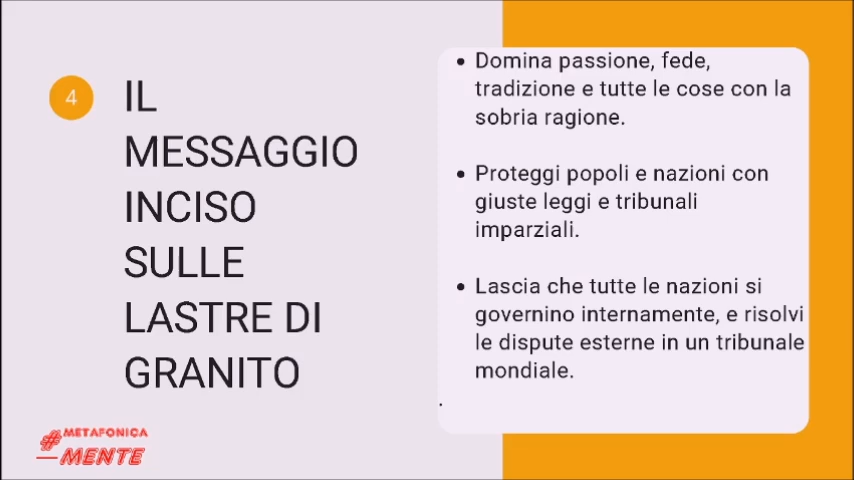 4
IL
MESSAGGIO
INCISO
SULLE
LASTRE DI
GRANITO
• Domina passione, fede,
tradizione e tutte le cose con la
sobria ragione.
• Proteggi popoli e nazioni con
giuste leggi e tribunali
imparziali.
• Lascia che tutte le nazioni si
governino internamente, e risolvi
le dispute esterne in un tribunale
mondiale.
.
#METAFONICA
—MENTE